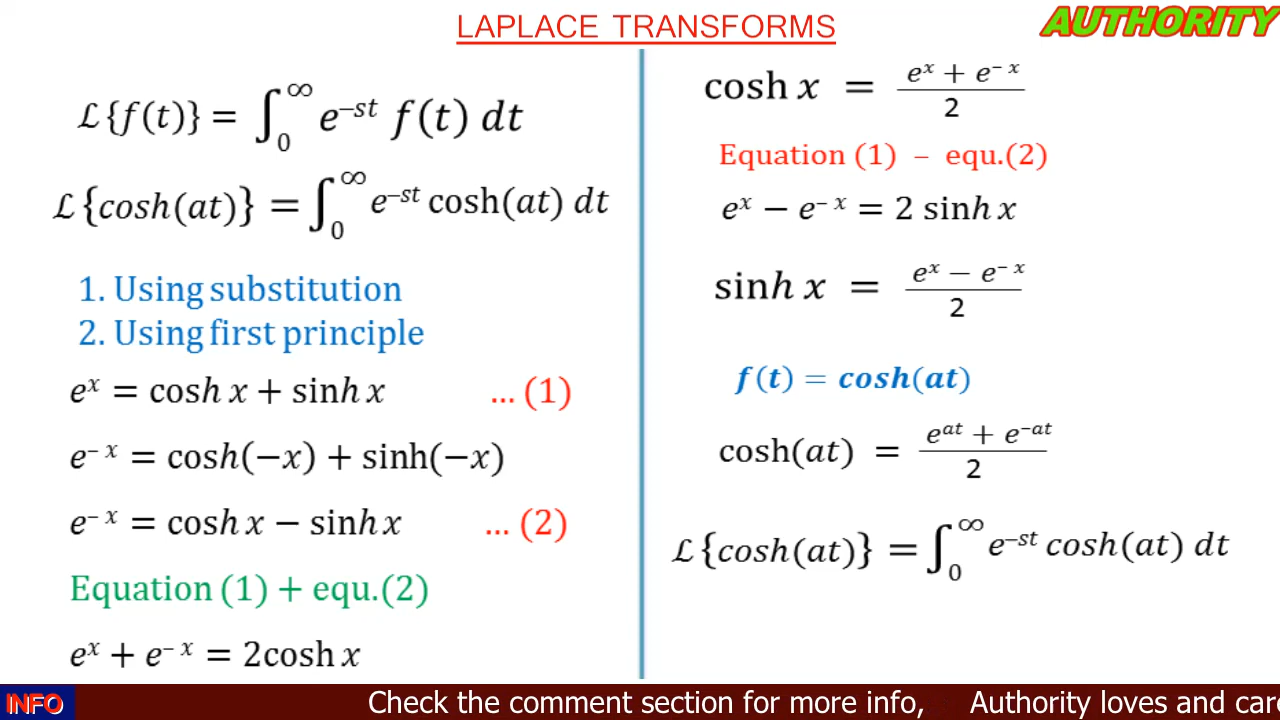 LAPLACE TRANSFORMS
AUTHORITY
ℒ{f(t)} = ∫₀^∞ e^–st f(t) dt
ℒ{cosh(at)} = ∫₀^∞ e^–st cosh(at) dt
1. Using substitution
2. Using first principle
e^x = cosh x + sinh x ... (1)
e^– x = cosh(−x) + sinh(−x)
e^– x = cosh x − sinh x ... (2)
Equation (1) + equ.(2)
e^x + e^– x = 2cosh x
cosh x = (e^x + e^– x)/2
Equation (1) – equ.(2)
e^x − e^– x = 2 sinh x
sinh x = (e^x − e^– x)/2
f(t) = cosh(at)
cosh(at) = (e^at + e^–at)/2
ℒ{cosh(at)} = ∫₀^∞ e^–st cosh(at) dt
INFO Check the comment section for more info, Authority loves and car